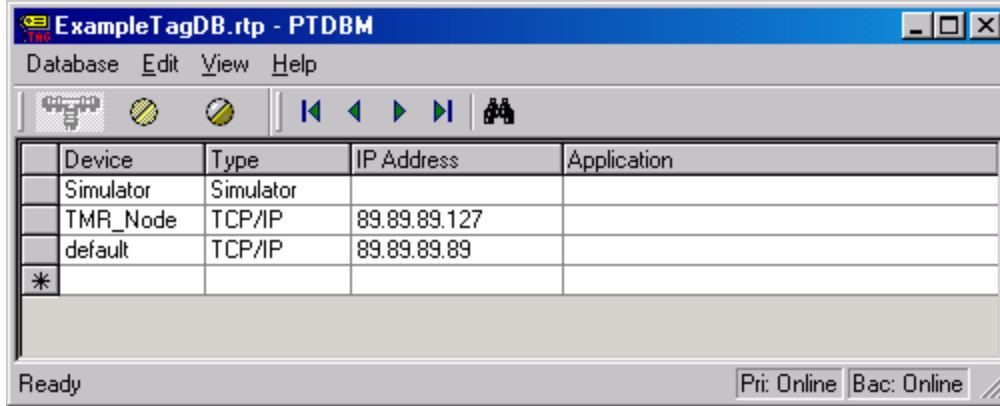 ExampleTagDB.rtp - PTDBM
Database Edit View Help
Device Type IP Address Application
Simulator Simulator
TMR_Node TCP/IP 89.89.89.127
default TCP/IP 89.89.89.89
Ready Pri: Online Bac: Online